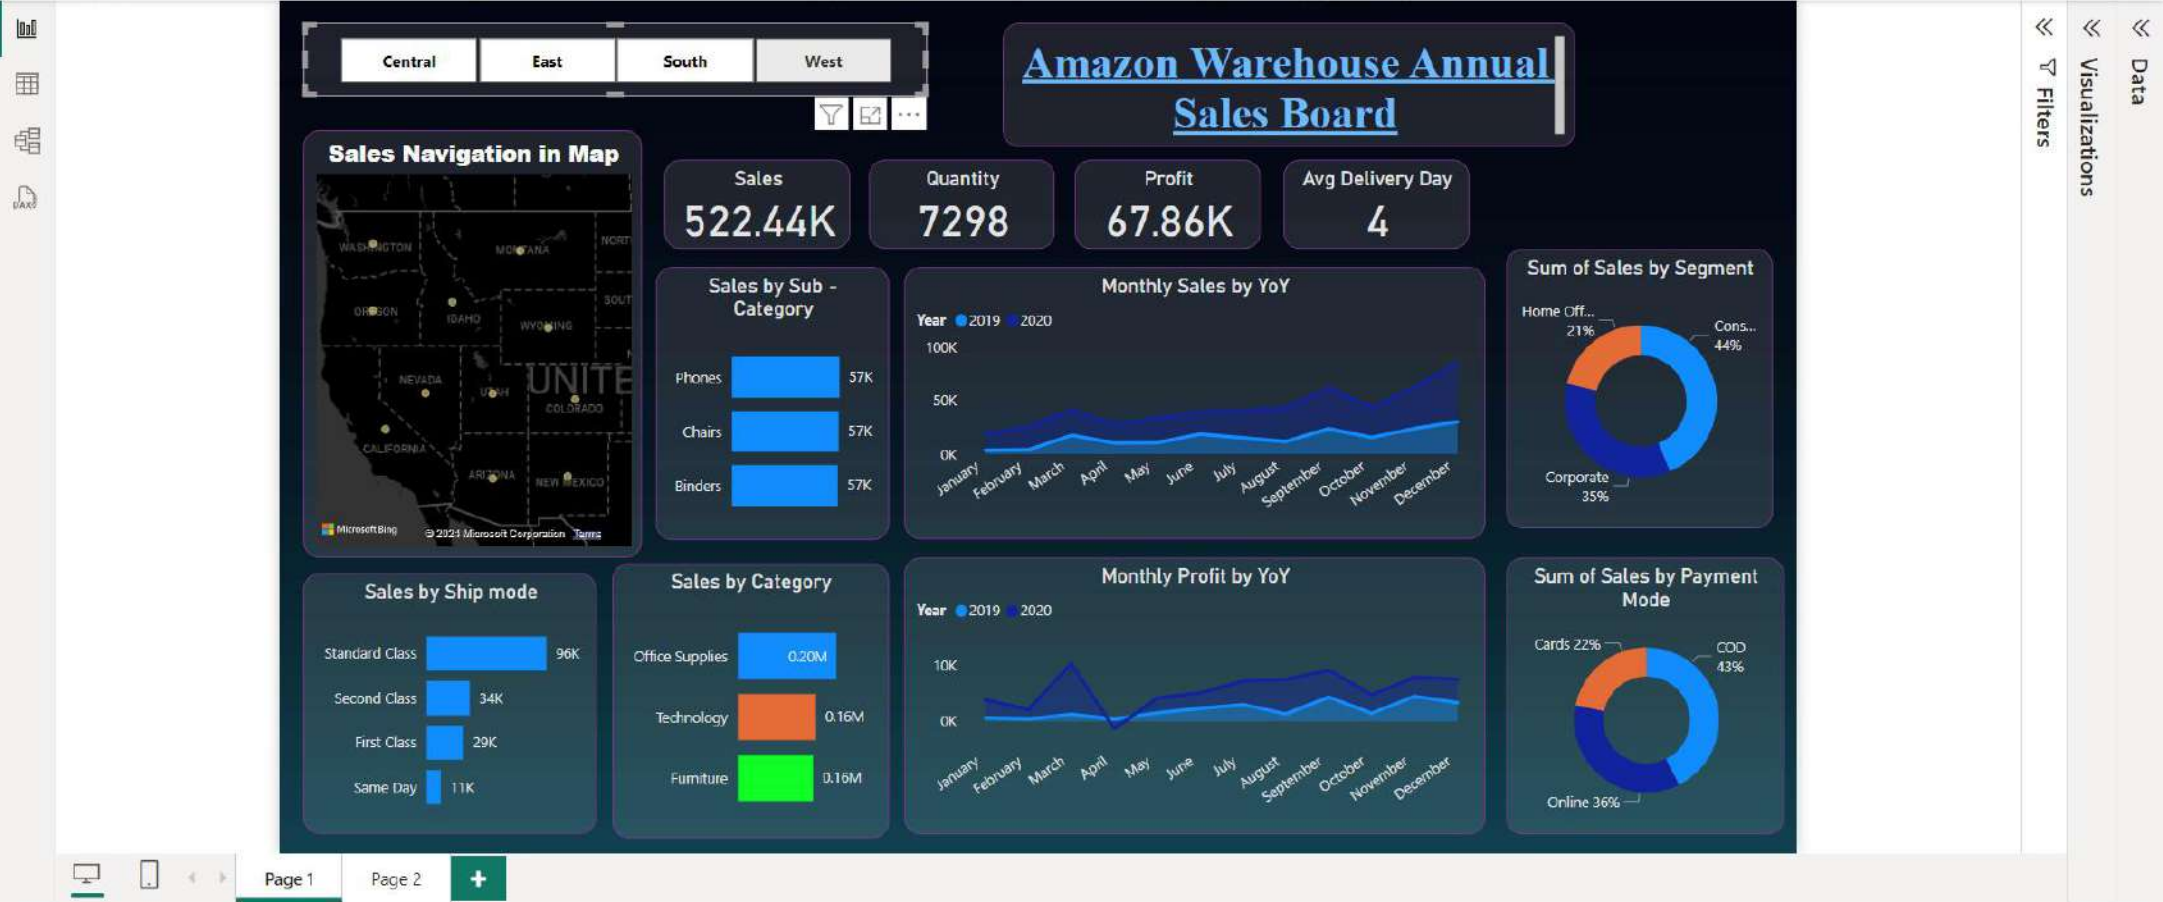 Central
East
South
West
Amazon Warehouse Annual
Sales Board
Filters
Visualizations
Data
Sales Navigation in Map
WASHINGTON
MONTANA
NORT
OREGON
IDAHO
SOUT
WYOMING
NEVADA
UTAH
UNITE
COLORADO
CALIFORNIA
ARIZONA
NEW MEXICO
Microsoft Bing
© 2024 Microsoft Corporation Terms
Sales
522.44K
Quantity
7298
Profit
67.86K
Avg Delivery Day
4
Sales by Sub -
Category
Phones
57K
Chairs
57K
Binders
57K
Monthly Sales by YoY
Year 2019 2020
100K
50K
0K
January
February
March
April
May
June
July
August
September
October
November
December
Sum of Sales by Segment
Home Off...
21%
Cons...
44%
Corporate
35%
Sales by Ship mode
Standard Class
96K
Second Class
34K
First Class
29K
Same Day
11K
Sales by Category
Office Supplies
0.20M
Technology
0.16M
Furniture
0.16M
Monthly Profit by YoY
Year 2019 2020
10K
0K
January
February
March
April
May
June
July
August
September
October
November
December
Sum of Sales by Payment
Mode
Cards 22%
COD
43%
Online 36%
Page 1
Page 2